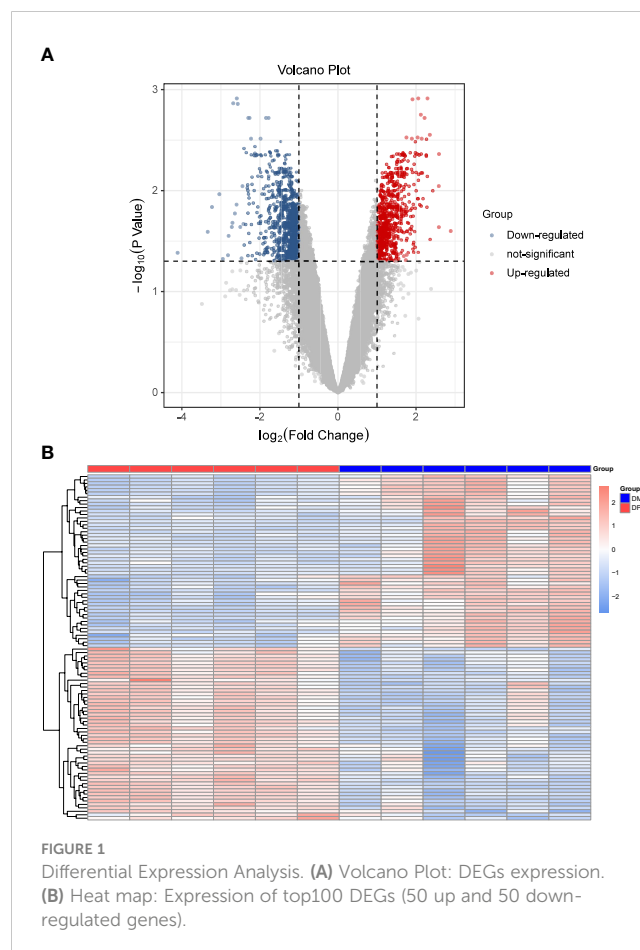 A
Volcano Plot
3
2
1
0
−log10(P Value)
-4
-2
0
2
log2(Fold Change)
Group
Down-regulated
not-significant
Up-regulated
B
Group
Group
DM
2
1
0
-1
-2
FIGURE 1
Differential Expression Analysis. (A) Volcano Plot: DEGs expression.
(B) Heat map: Expression of top100 DEGs (50 up and 50 down-
regulated genes).